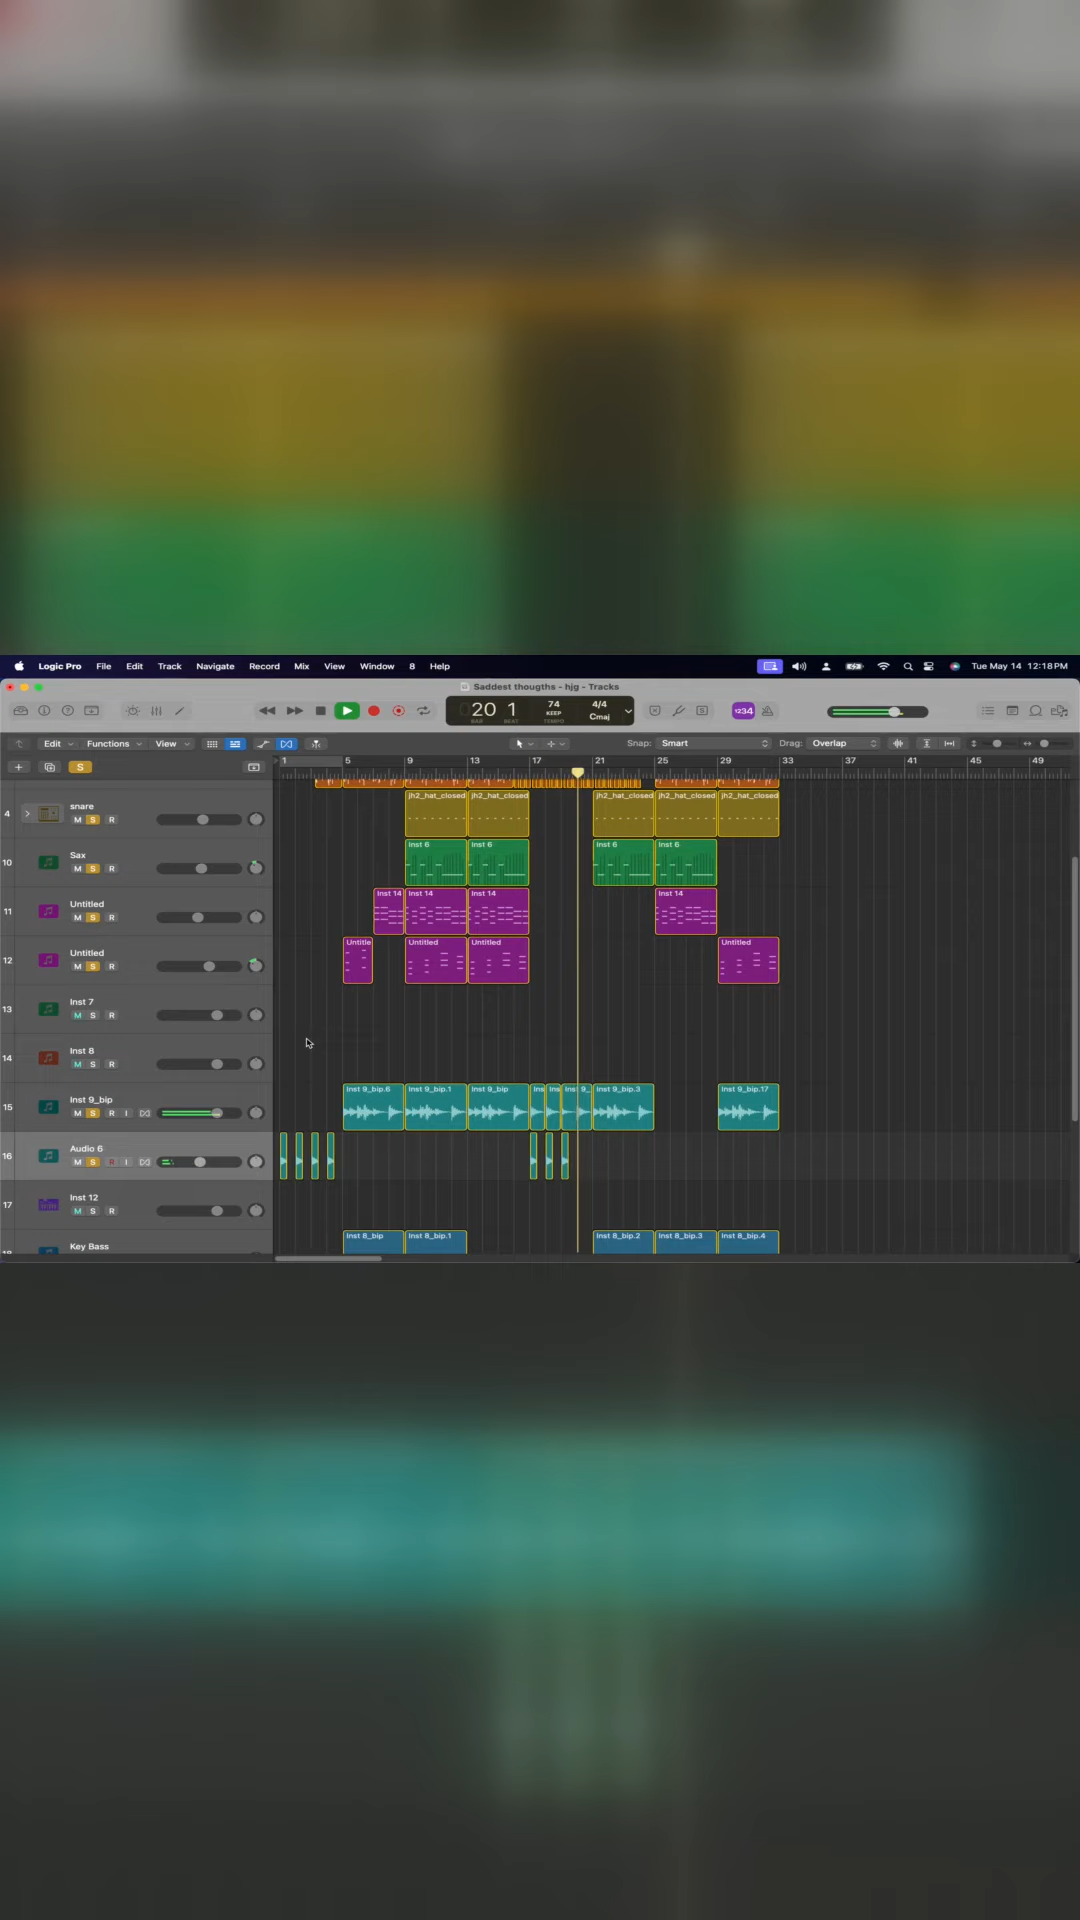 Logic Pro File Edit Track Navigate Record Mix View Window 8 Help Tue May 14 12:18 PM
Saddest thougths - hjg - Tracks
20 1 74 4/4
KEEP
BAR BEAT TEMPO Cmaj
1234
Edit Functions View Snap: Smart Drag: Overlap
S 1 5 9 13 17 21 25 29 33 37 41 45 49
4 snare M S R jh2_hat_closed jh2_hat_closed jh2_hat_closed jh2_hat_closed jh2_hat_closed
10 Sax M S R Inst 6 Inst 6 Inst 6 Inst 6
11 Untitled M S R Inst 14 Inst 14 Inst 14 Inst 14
12 Untitled M S R Untitle Untitled Untitled Untitled
13 Inst 7 M S R
14 Inst 8 M S R
15 Inst 9_bip M S R I Inst 9_bip.6 Inst 9_bip.1 Inst 9_bip Ins Ins Inst 9_ Inst 9_bip.3 Inst 9_bip.17
16 Audio 6 M S R I
17 Inst 12 M S R
18 Key Bass Inst 8_bip Inst 8_bip.1 Inst 8_bip.2 Inst 8_bip.3 Inst 8_bip.4